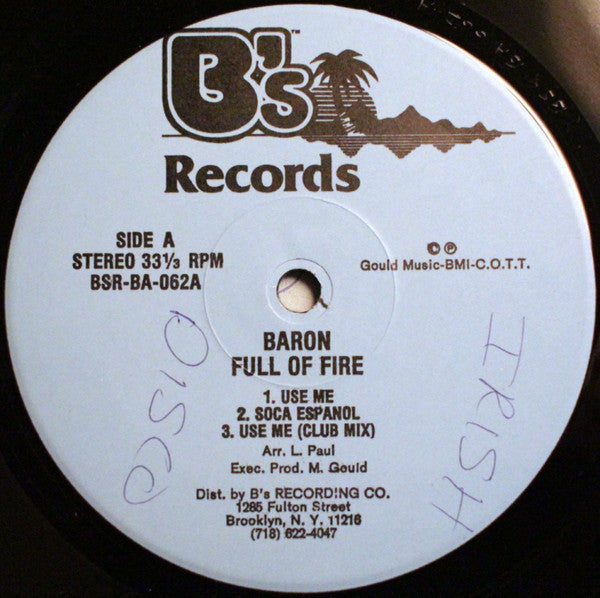 B's™
Records
SIDE A
STEREO 33⅓ RPM
BSR-BA-062A
© ℗
Gould Music-BMI-C.O.T.T.
BARON
FULL OF FIRE
1. USE ME
2. SOCA ESPANOL
3. USE ME (CLUB MIX)
Arr. L. Paul
Exec. Prod. M. Gould
Dist. by B's RECORDING CO.
1285 Fulton Street
Brooklyn, N. Y. 11216
(718) 622-4047
DISCO
IRISH